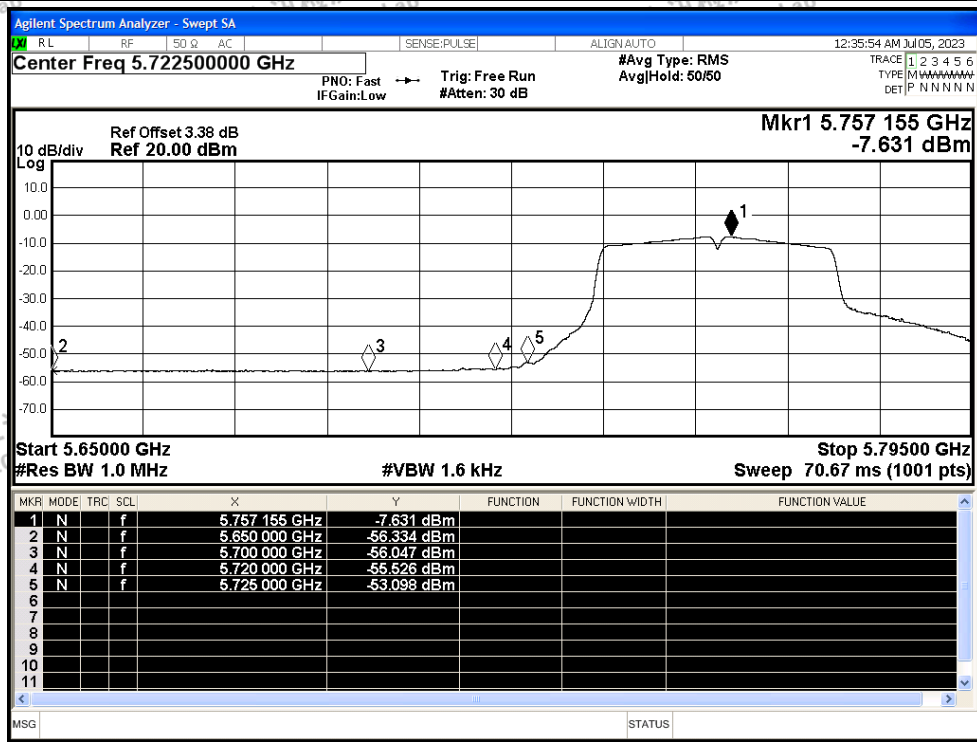 Agilent Spectrum Analyzer - Swept SA
LXI RL RF 50 Ω AC SENSE:PULSE ALIGN AUTO 12:35:54 AM Jul 05, 2023
Center Freq 5.722500000 GHz
PNO: Fast
IFGain:Low
Trig: Free Run
#Atten: 30 dB
#Avg Type: RMS
Avg|Hold: 50/50
TRACE 1 2 3 4 5 6
TYPE M WWWWW
DET P N N N N N
Mkr1 5.757 155 GHz
-7.631 dBm
Ref Offset 3.38 dB
10 dB/div Ref 20.00 dBm
Log
10.0
0.00
-10.0
-20.0
-30.0
-40.0
-50.0
-60.0
-70.0
1
2
3
4
5
Start 5.65000 GHz Stop 5.79500 GHz
#Res BW 1.0 MHz #VBW 1.6 kHz Sweep 70.67 ms (1001 pts)
MKR MODE TRC SCL X Y FUNCTION FUNCTION WIDTH FUNCTION VALUE
1 N f 5.757 155 GHz -7.631 dBm
2 N f 5.650 000 GHz -56.334 dBm
3 N f 5.700 000 GHz -56.047 dBm
4 N f 5.720 000 GHz -55.526 dBm
5 N f 5.725 000 GHz -53.098 dBm
6
7
8
9
10
11
MSG STATUS